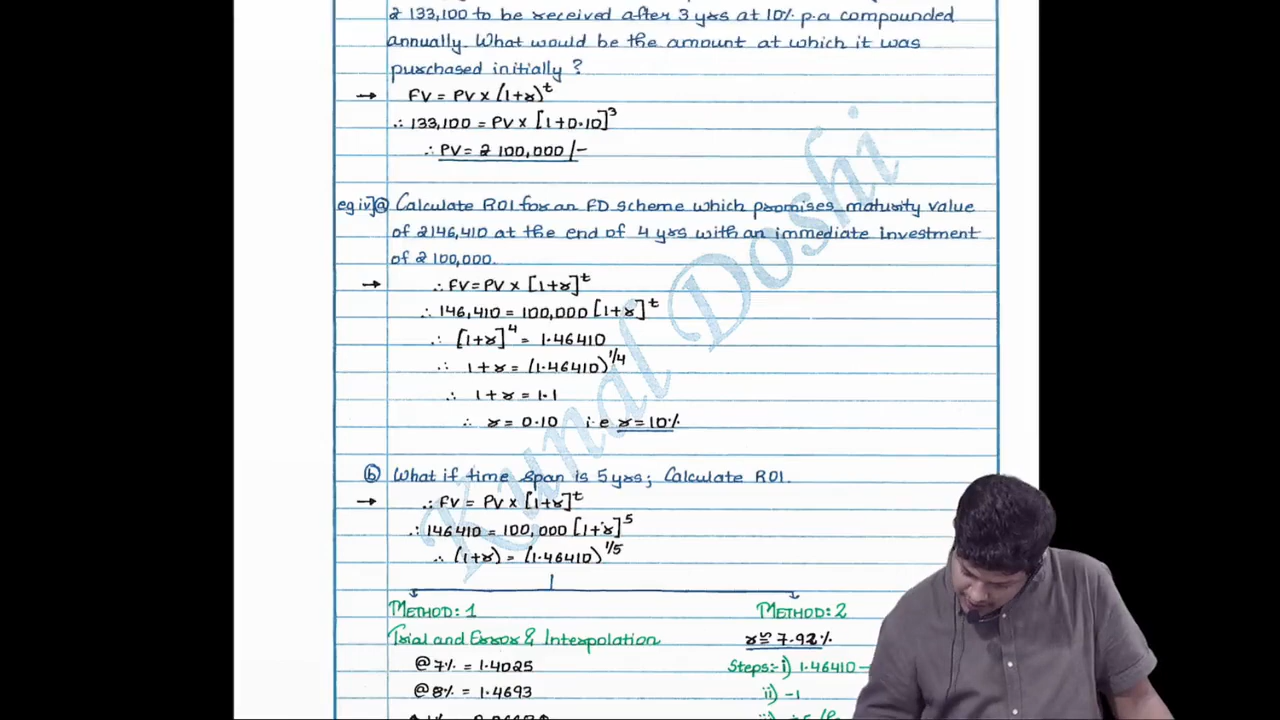 ₹ 133,100 to be received after 3 yrs at 10% p.a compounded
annually. What would be the amount at which it was
purchased initially ?
→ FV = PV × (1+r)^t
∴ 133,100 = PV × [1+0.10]^3
∴ PV = ₹ 100,000/-
eg iv] ⓐ Calculate ROI for an FD scheme which promises maturity value
of ₹146,410 at the end of 4 yrs with an immediate investment
of ₹ 100,000.
→ ∴ FV = PV × [1+r]^t
∴ 146,410 = 100,000 [1+r]^t
∴ [1+r]^4 = 1.46410
∴ 1+r = (1.46410)^1/4
∴ 1+r = 1.1
∴ r = 0.10 i.e r = 10%
ⓑ What if time span is 5 yrs; Calculate ROI.
→ ∴ FV = PV × [1+r]^t
∴ 146410 = 100,000 [1+r]^5
∴ (1+r) = (1.46410)^1/5
METHOD: 1
Trial and Error & Interpolation
@ 7% = 1.4025
@ 8% = 1.4693
METHOD: 2
r ≅ 7.92%
Steps:- i) 1.46410
ii) -1
Kunal Doshi